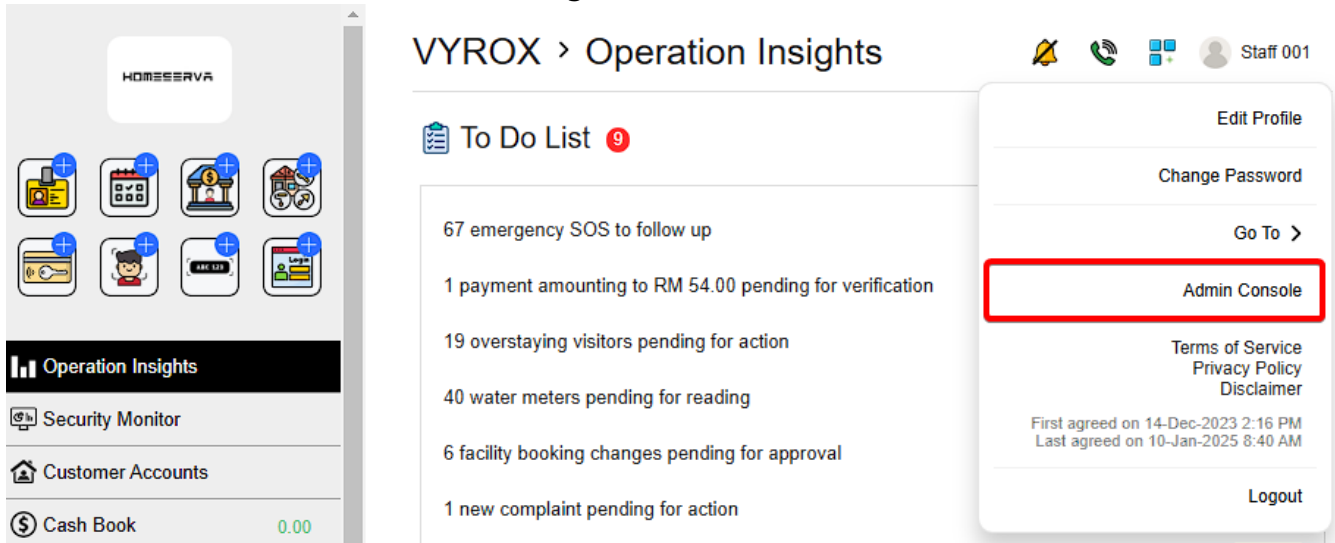 HOMESERVA
ABC 123
Login
Operation Insights
Security Monitor
Customer Accounts
Cash Book 0.00
VYROX > Operation Insights
Staff 001
To Do List 9
67 emergency SOS to follow up
1 payment amounting to RM 54.00 pending for verification
19 overstaying visitors pending for action
40 water meters pending for reading
6 facility booking changes pending for approval
1 new complaint pending for action
Edit Profile
Change Password
Go To >
Admin Console
Terms of Service
Privacy Policy
Disclaimer
First agreed on 14-Dec-2023 2:16 PM
Last agreed on 10-Jan-2025 8:40 AM
Logout